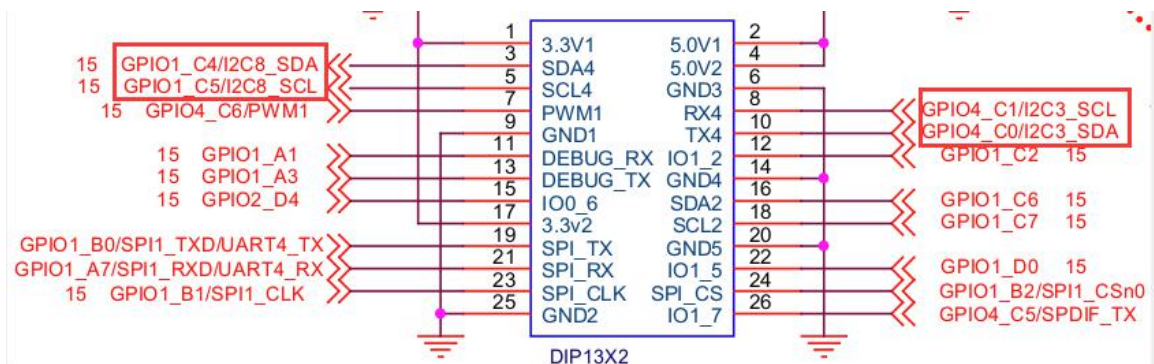 1 3.3V1 5.0V1 2
15 GPIO1_C4/I2C8_SDA 3 SDA4 5.0V2 4
15 GPIO1_C5/I2C8_SCL 5 SCL4 GND3 6
15 GPIO4_C6/PWM1 7 PWM1 RX4 8 GPIO4_C1/I2C3_SCL
9 GND1 TX4 10 GPIO4_C0/I2C3_SDA
15 GPIO1_A1 11 DEBUG_RX IO1_2 12 GPIO1_C2 15
15 GPIO1_A3 13 DEBUG_TX GND4 14
15 GPIO2_D4 15 IO0_6 SDA2 16 GPIO1_C6 15
17 3.3v2 SCL2 18 GPIO1_C7 15
GPIO1_B0/SPI1_TXD/UART4_TX 19 SPI_TX GND5 20
GPIO1_A7/SPI1_RXD/UART4_RX 21 SPI_RX IO1_5 22 GPIO1_D0 15
15 GPIO1_B1/SPI1_CLK 23 SPI_CLK SPI_CS 24 GPIO1_B2/SPI1_CSn0
25 GND2 IO1_7 26 GPIO4_C5/SPDIF_TX
DIP13X2